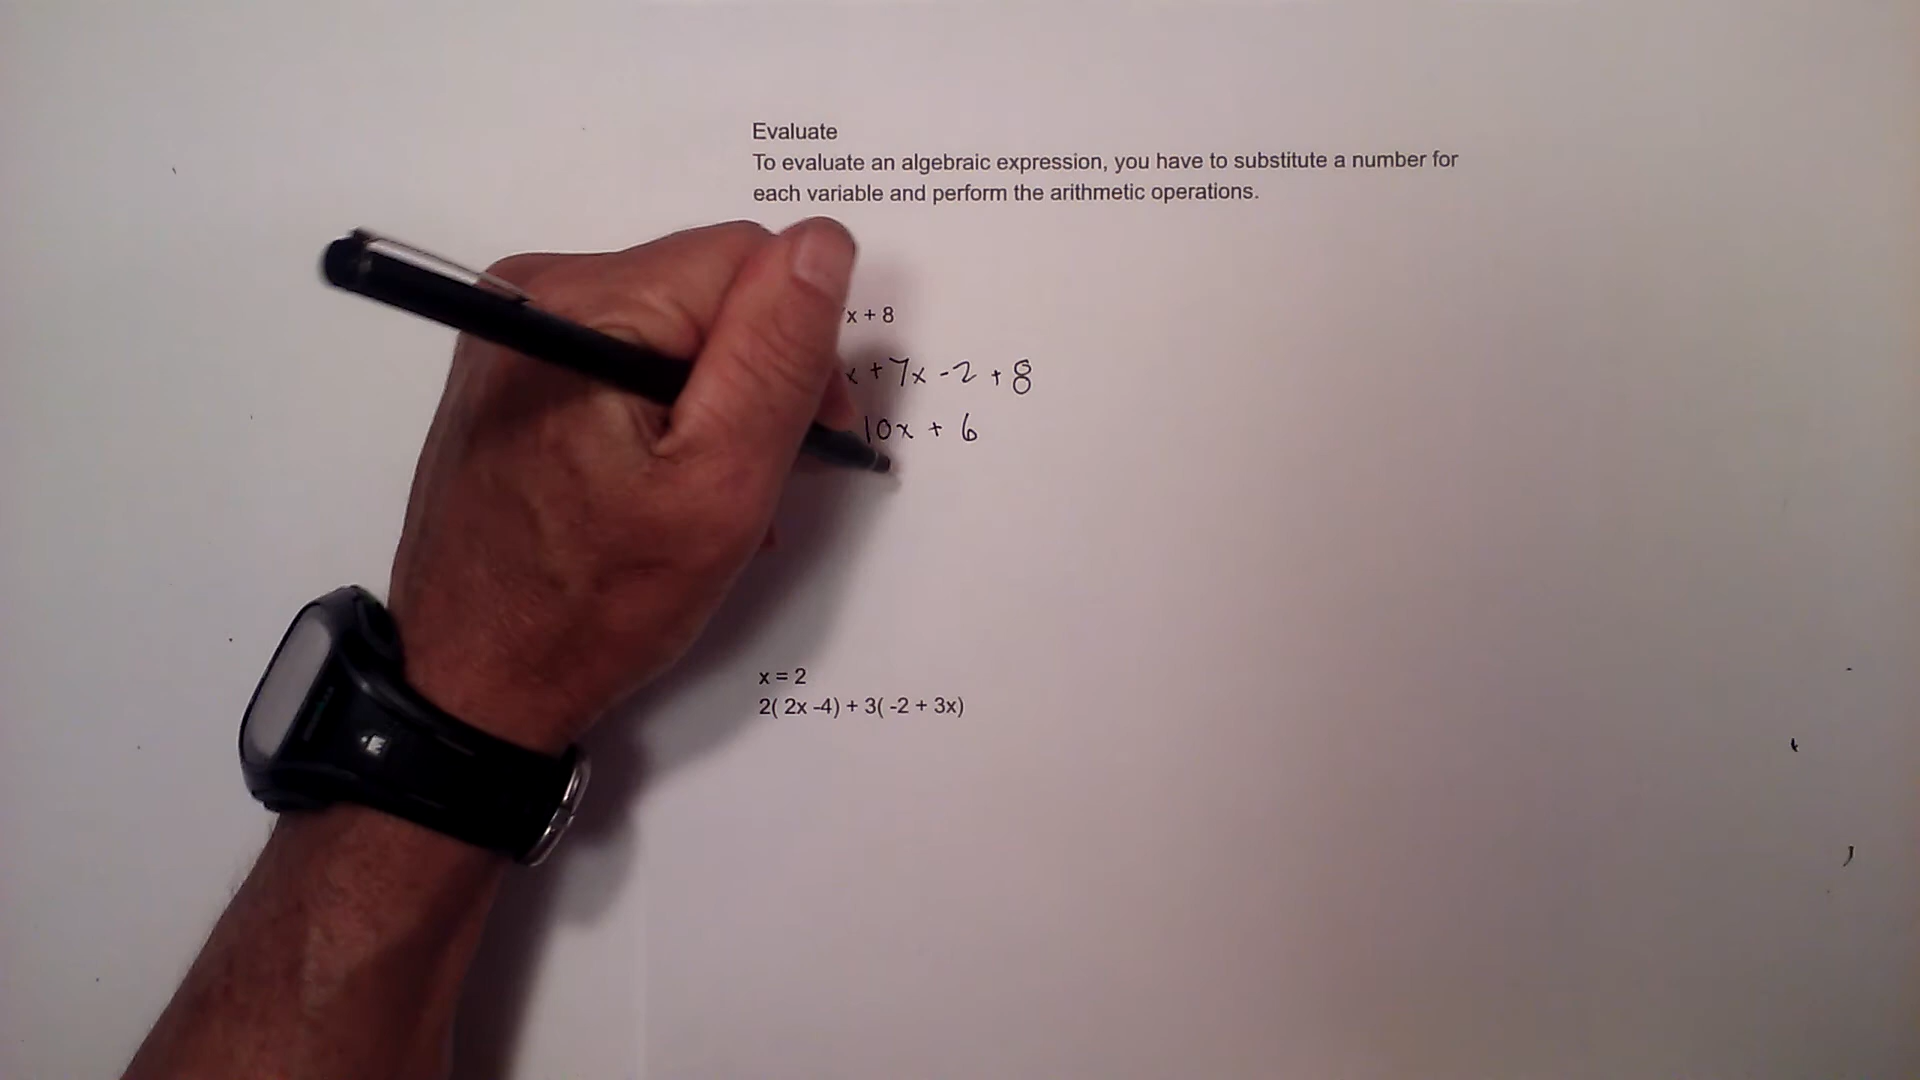 Evaluate
To evaluate an algebraic expression, you have to substitute a number for
each variable and perform the arithmetic operations.
x + 8
x + 7x - 2 + 8
10x + 6
x = 2
2( 2x -4) + 3( -2 + 3x)